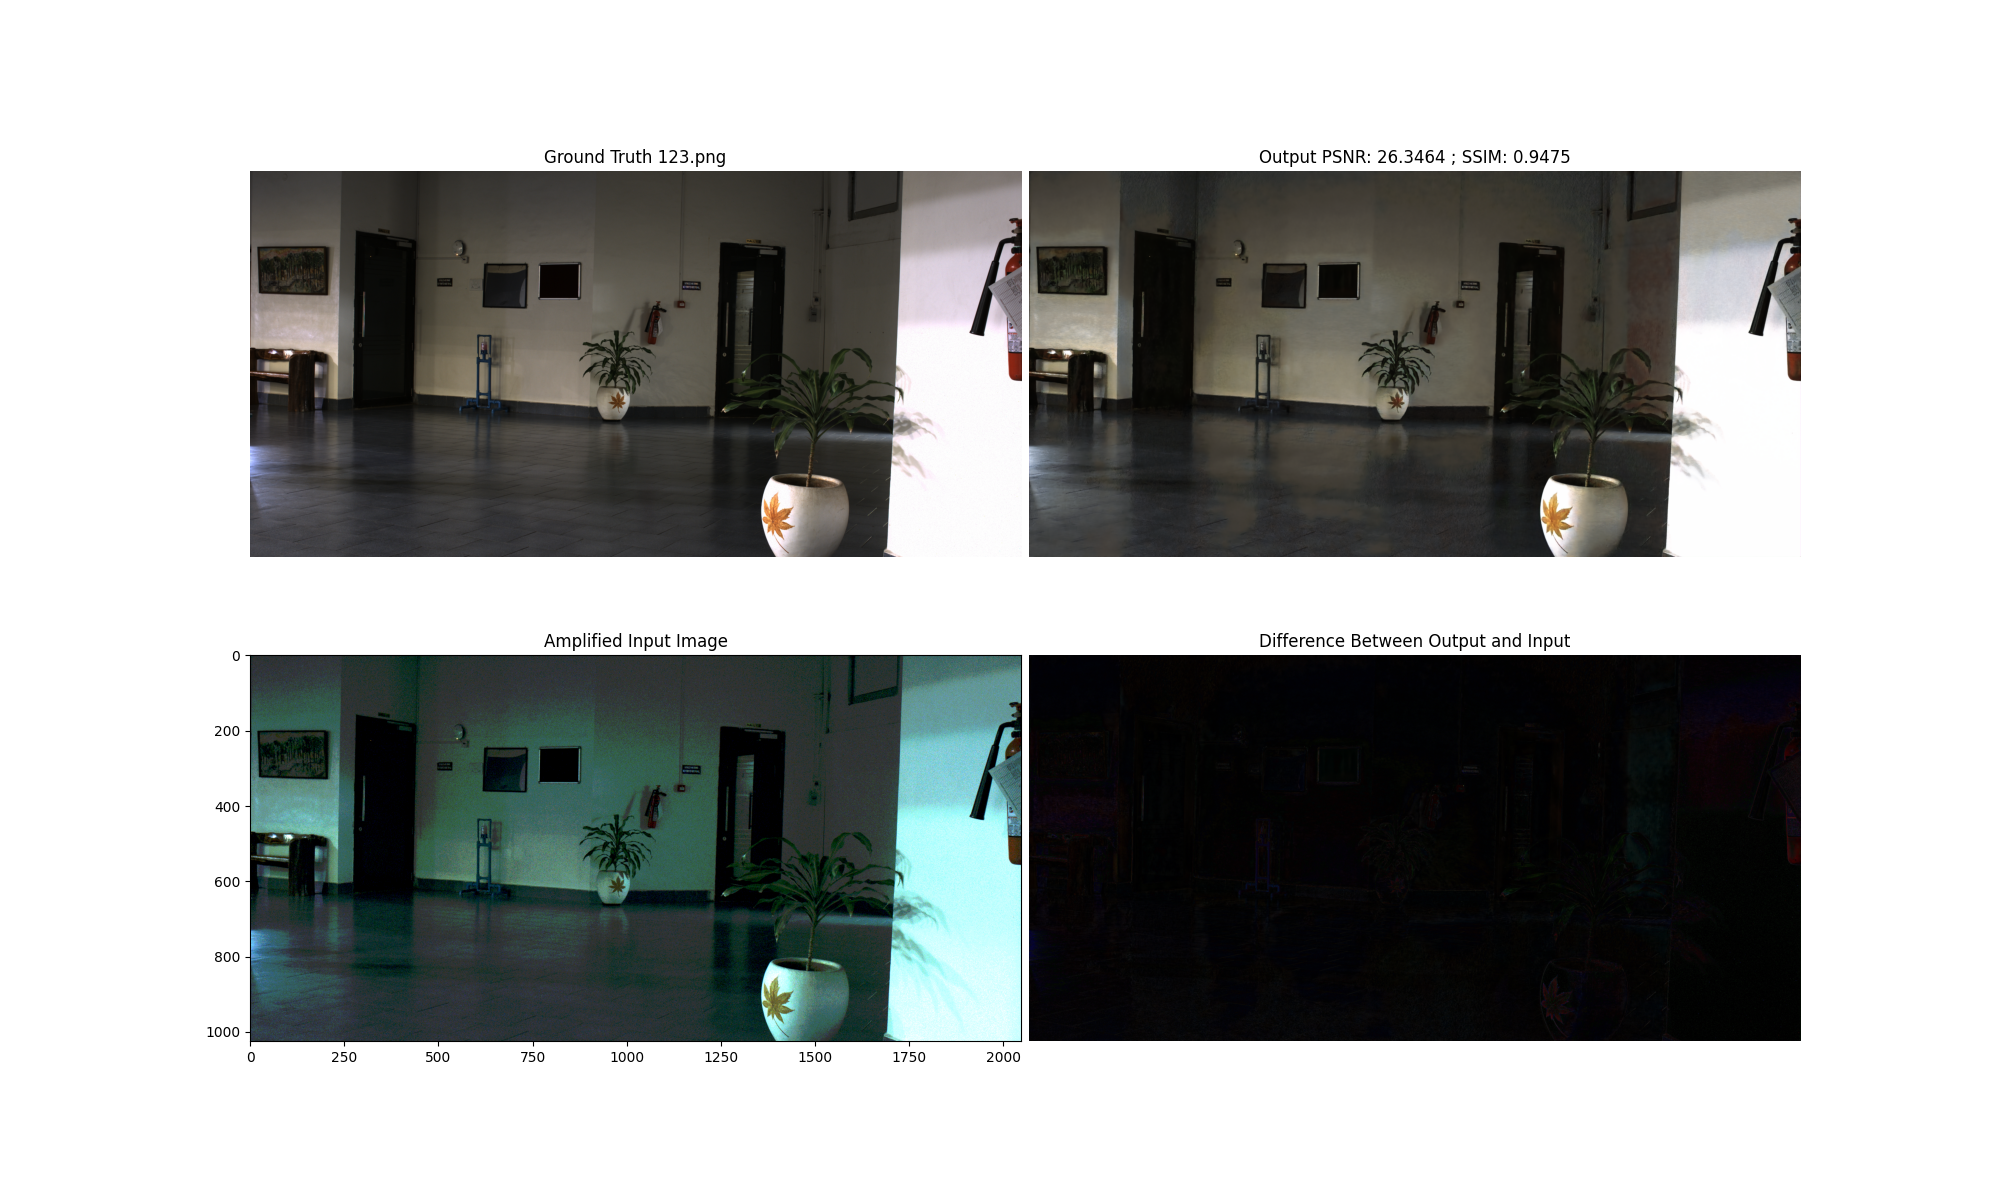 Ground Truth 123.png
Output PSNR: 26.3464 ; SSIM: 0.9475
Amplified Input Image
Difference Between Output and Input
0
200
400
600
800
1000
0 250 500 750 1000 1250 1500 1750 2000